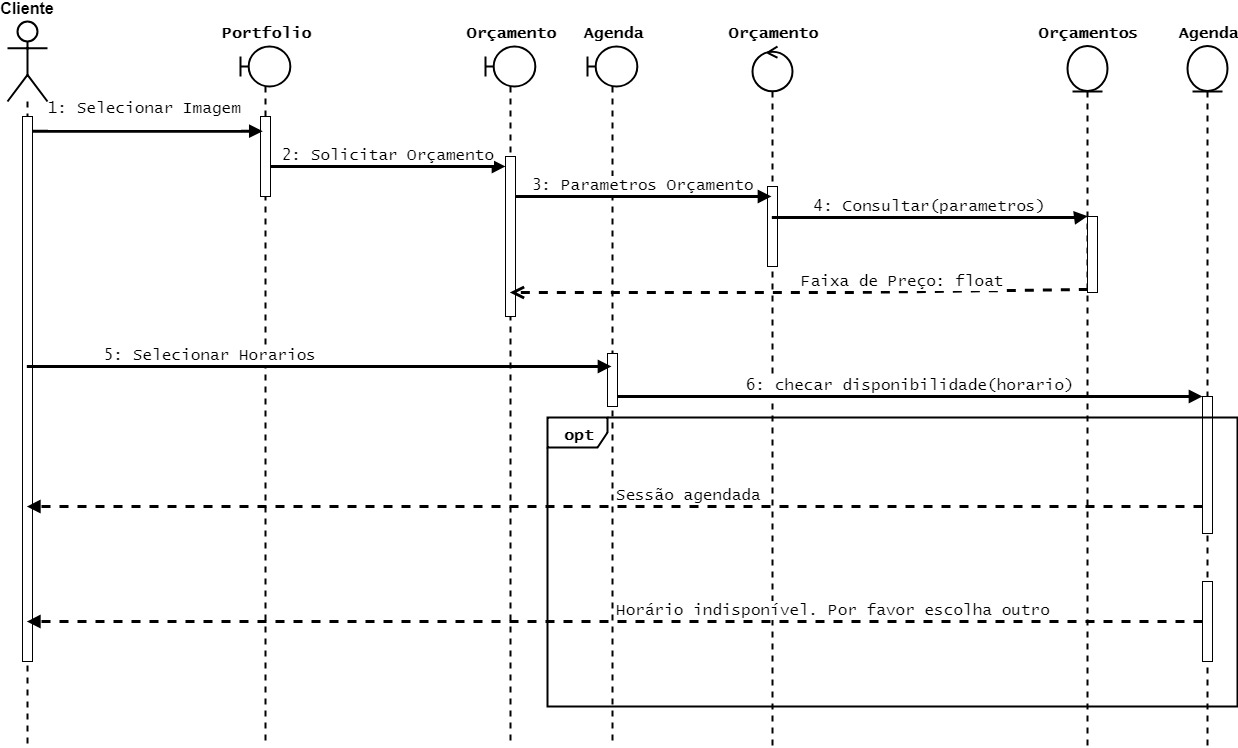 Cliente
Portfolio
Orçamento
Agenda
Orçamento
Orçamentos
Agenda
1: Selecionar Imagem
2: Solicitar Orçamento
3: Parametros Orçamento
4: Consultar(parametros)
Faixa de Preço: float
5: Selecionar Horarios
6: checar disponibilidade(horario)
opt
Sessão agendada
Horário indisponível. Por favor escolha outro